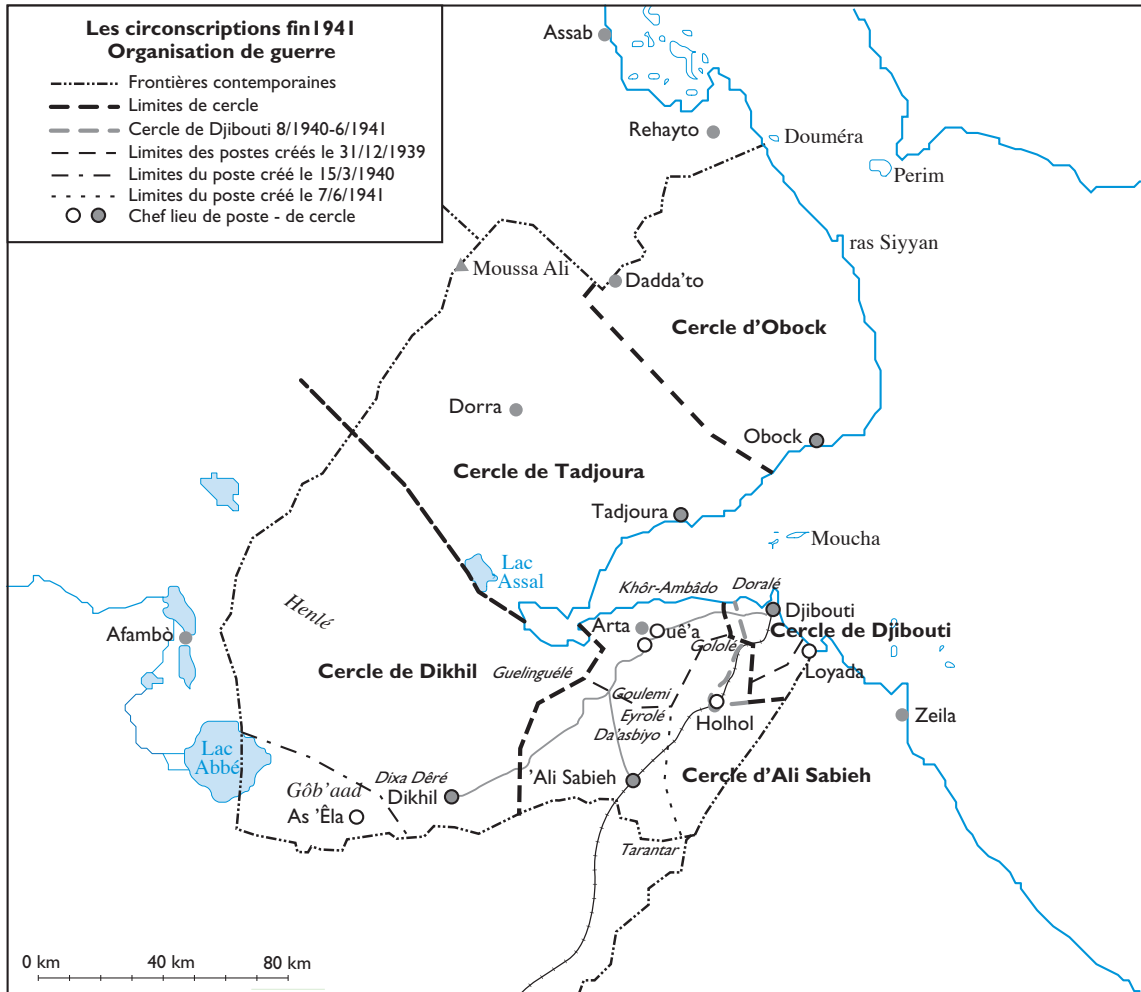 Les circonscriptions fin1941
Organisation de guerre
Frontières contemporaines
Limites de cercle
Cercle de Djibouti 8/1940-6/1941
Limites des postes créés le 31/12/1939
Limites du poste créé le 15/3/1940
Limites du poste créé le 7/6/1941
Chef lieu de poste - de cercle
Assab
Rehayto
Douméra
Perim
ras Siyyan
Moussa Ali
Dadda'to
Cercle d'Obock
Dorra
Obock
Cercle de Tadjoura
Tadjoura
Moucha
Lac
Assal
Khôr-Ambâdo
Doralé
Djibouti
Henlé
Afambò
Arta
Ouê'a
Cercle de Djibouti
Gololé
Cercle de Dikhil
Guelinguélé
Loyada
Goulemi
Eyrolé
Holhol
Zeila
Da'asbiyo
Lac
Abbé
'Ali Sabieh
Cercle d'Ali Sabieh
Dixa Dêré
Gôb'aad
Dikhil
As 'Êla
Tarantar
0 km
40 km
80 km